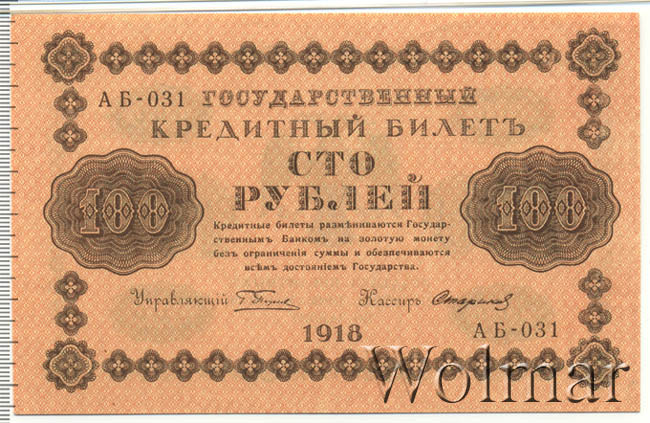 АБ-031 ГОСУДАРСТВЕННЫЙ
КРЕДИТНЫЙ БИЛЕТЪ
СТО
РУБЛЕЙ
100
100
Кредитные билеты размѣниваются Государ-
ственнымъ Банкомъ на золотую монету
безъ ограниченія суммы и обезпечиваются
всѣмъ достояніемъ Государства.
Управляющій
Кассиръ Стариков
1918
АБ-031
Wolmar